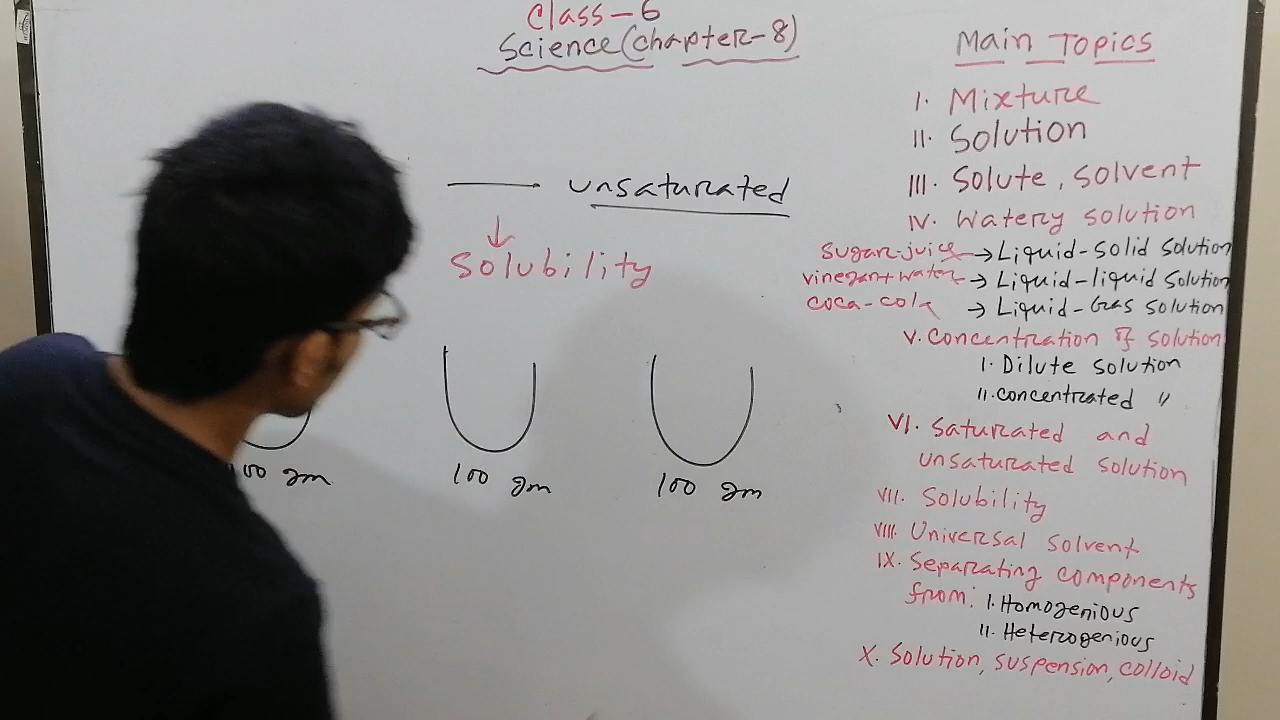 Class-6
Science (chapter-8)
unsaturated
Solubility
100 gm
100 gm
100 gm
Main Topics
I. Mixture
II. Solution
III. Solute, solvent
IV. Watery solution
Sugar-juice → Liquid-solid solution
vinegar+water → Liquid-liquid solution
coca-cola → Liquid-Gas solution
V. Concentration of solution
I. Dilute solution
II. concentrated "
VI. Saturated and
unsaturated solution
VII. Solubility
VIII. Universal solvent
IX. Separating components
from: I. Homogenious
II. Heterogenious
X. Solution, suspension, colloid